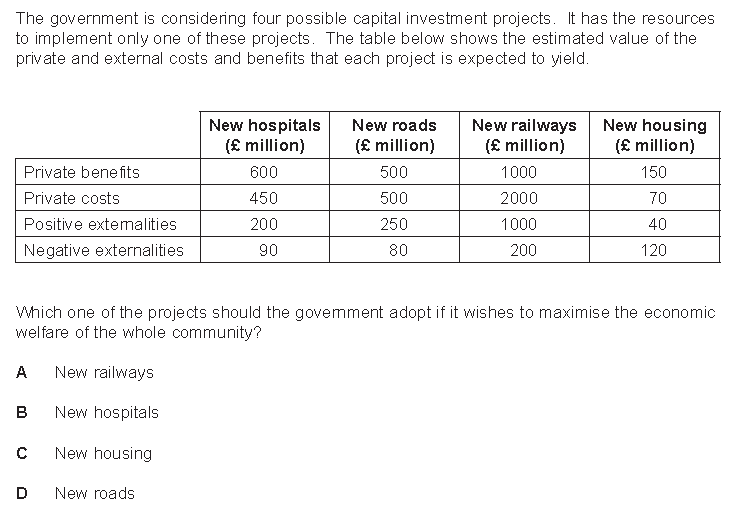 The government is considering four possible capital investment projects. It has the resources
to implement only one of these projects. The table below shows the estimated value of the
private and external costs and benefits that each project is expected to yield.
New hospitals (£ million) New roads (£ million) New railways (£ million) New housing (£ million)
Private benefits 600 500 1000 150
Private costs 450 500 2000 70
Positive externalities 200 250 1000 40
Negative externalities 90 80 200 120
Which one of the projects should the government adopt if it wishes to maximise the economic
welfare of the whole community?
A New railways
B New hospitals
C New housing
D New roads